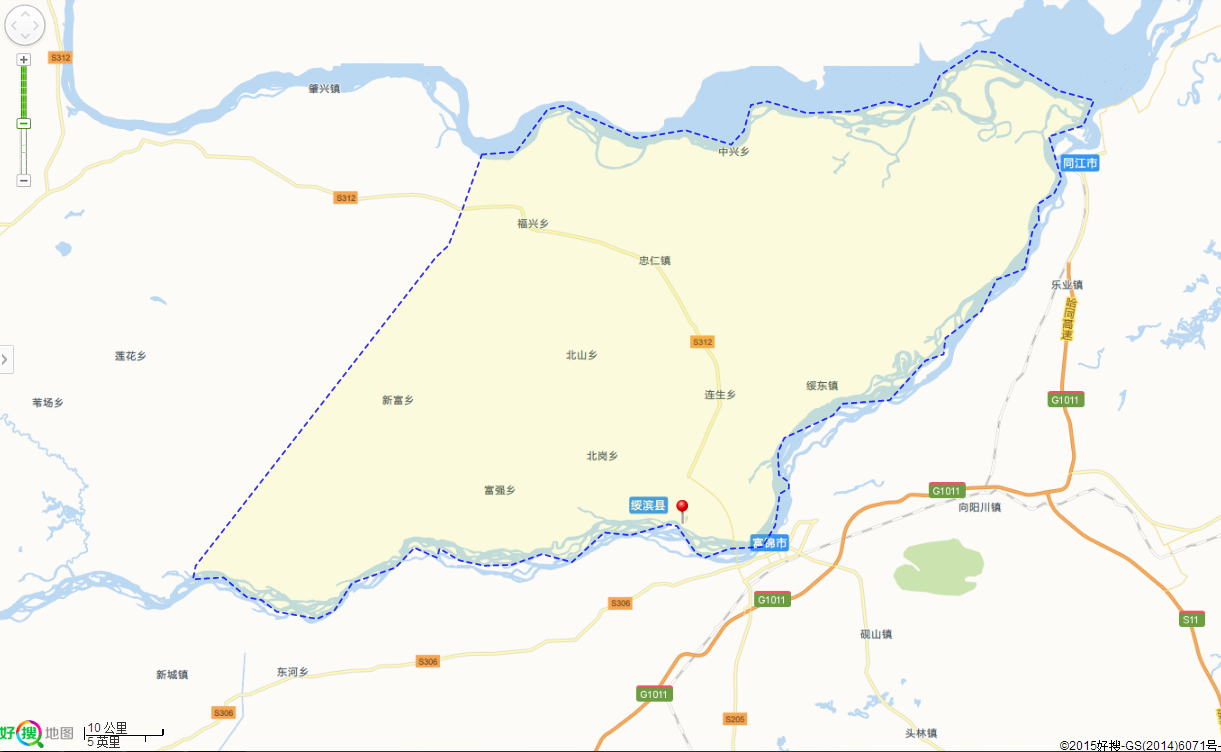 S312
肇兴镇
中兴乡
同江市
S312
福兴乡
忠仁镇
乐业镇
哈同高速
S312
莲花乡
北山乡
绥东镇
连生乡
苇场乡
新富乡
G1011
北岗乡
富强乡
G1011
绥滨县
向阳川镇
富锦市
G1011
S306
S11
砚山镇
S306
东河乡
新城镇
G1011
S306
S205
头林镇
好搜地图
10 公里
5 英里
©2015好搜-GS(2014)6071号-